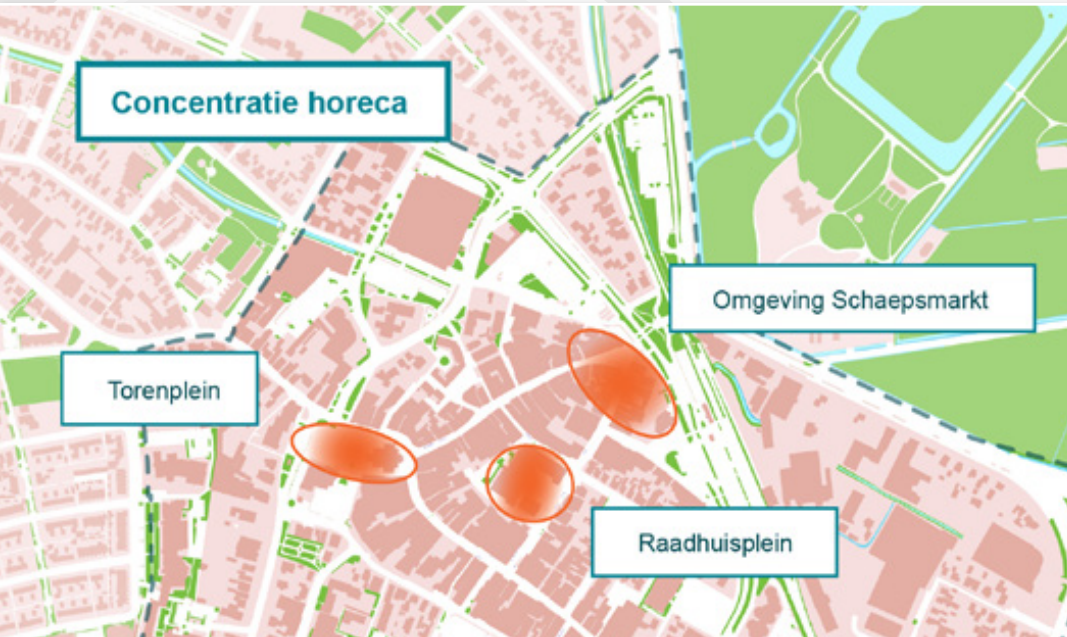 Concentratie horeca
Omgeving Schaepsmarkt
Torenplein
Raadhuisplein